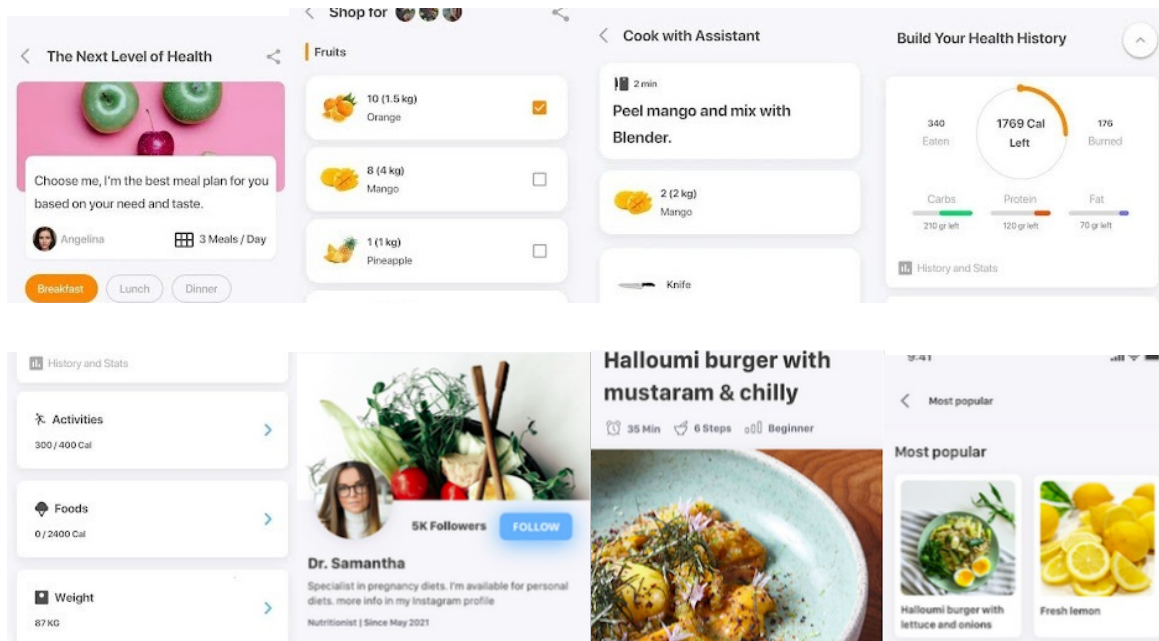 The Next Level of Health
Choose me, I'm the best meal plan for you
based on your need and taste.
Angelina
3 Meals / Day
Breakfast
Lunch
Dinner
Shop for
Fruits
10 (1.5 kg)
Orange
8 (4 kg)
Mango
1 (1 kg)
Pineapple
Cook with Assistant
2 min
Peel mango and mix with
Blender.
2 (2 kg)
Mango
Knife
Build Your Health History
340
Eaten
1769 Cal
Left
176
Burned
Carbs
Protein
Fat
210 gr left
120 gr left
70 gr left
History and Stats
History and Stats
Activities
300 / 400 Cal
Foods
0 / 2400 Cal
Weight
87 KG
5K Followers
FOLLOW
Dr. Samantha
Specialist in pregnancy diets. I'm available for personal
diets. more info in my Instagram profile
Nutritionist | Since May 2021
Halloumi burger with
mustaram & chilly
35 Min
6 Steps
Beginner
9:41
Most popular
Most popular
Halloumi burger with
lettuce and onions
Fresh lemon